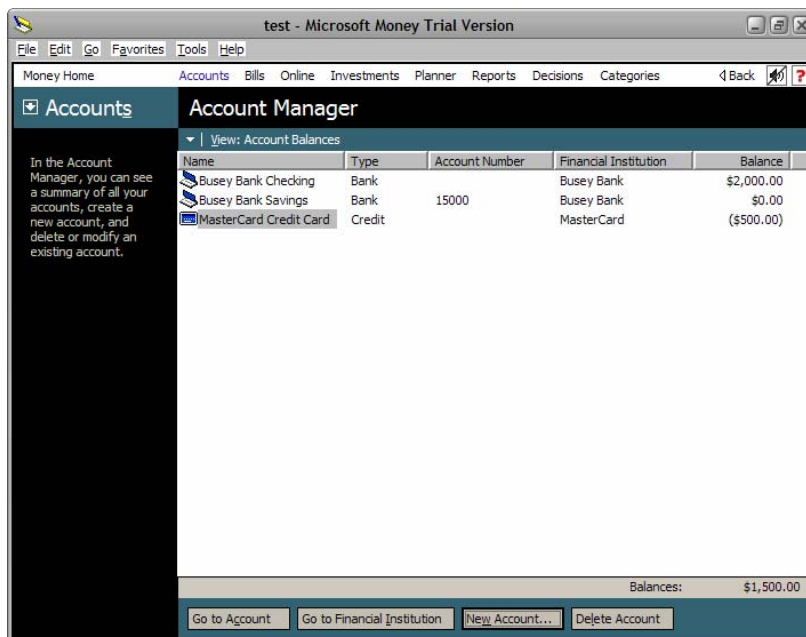 test - Microsoft Money Trial Version
File Edit Go Favorites Tools Help
Money Home Accounts Bills Online Investments Planner Reports Decisions Categories Back ?
Accounts Account Manager
View: Account Balances
In the Account
Manager, you can see
a summary of all your
accounts, create a
new account, and
delete or modify an
existing account.
Name Type Account Number Financial Institution Balance
Busey Bank Checking Bank Busey Bank $2,000.00
Busey Bank Savings Bank 15000 Busey Bank $0.00
MasterCard Credit Card Credit MasterCard ($500.00)
Balances: $1,500.00
Go to Account Go to Financial Institution New Account... Delete Account